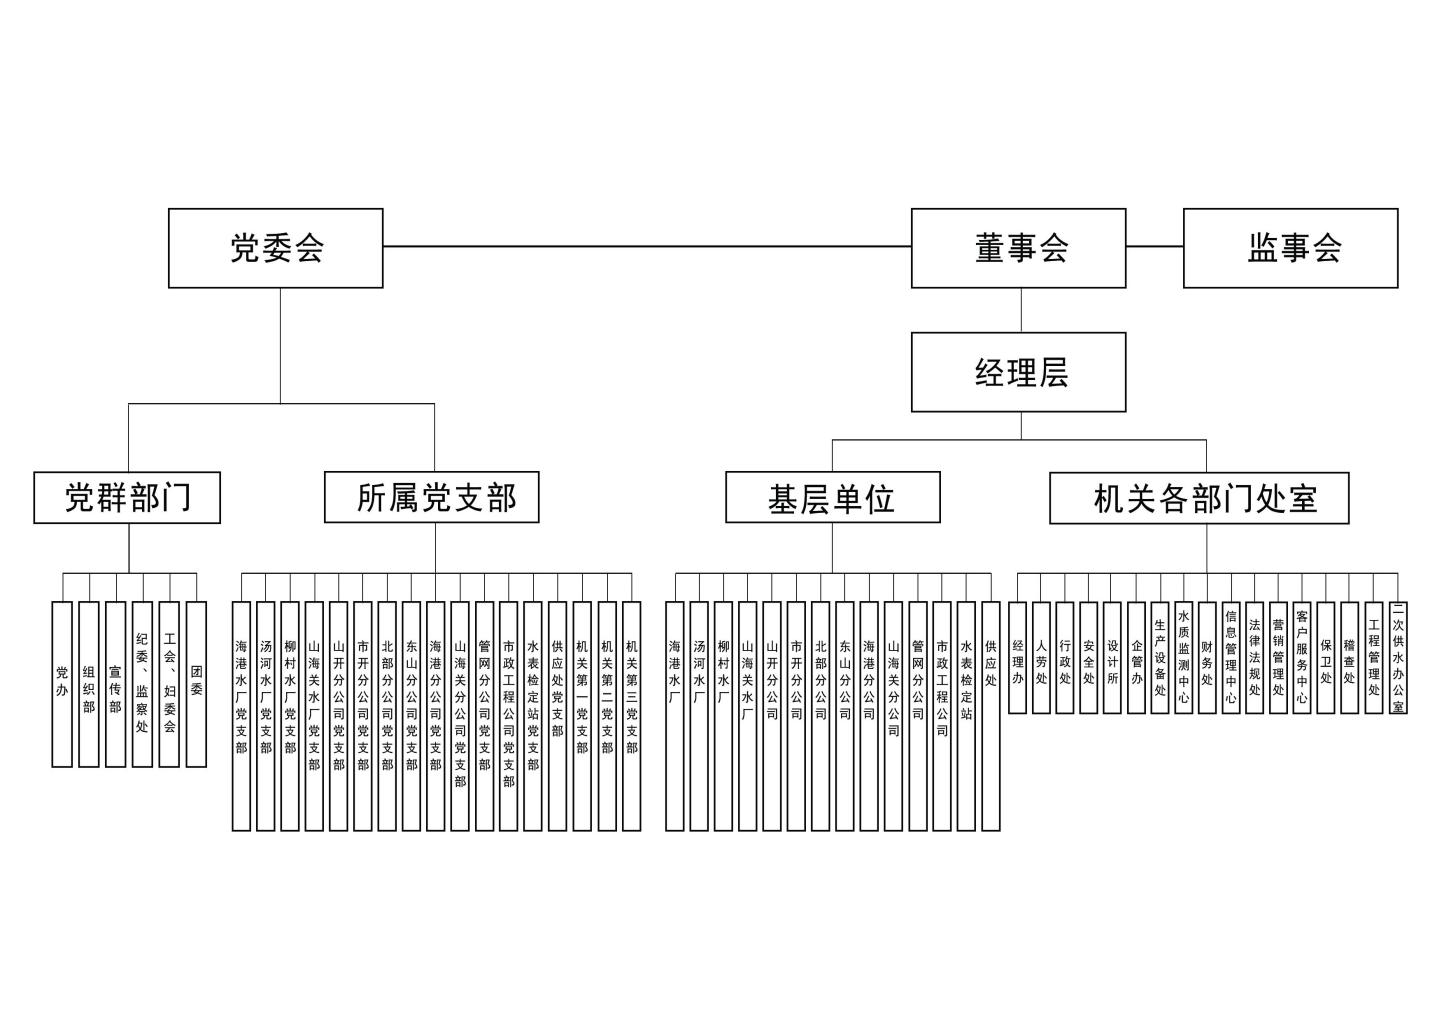 党委会
董事会
监事会
经理层
党群部门
所属党支部
基层单位
机关各部门处室
党办
组织部
宣传部
纪委、监察处
工会、妇委会
团委
海港水厂党支部
汤河水厂党支部
柳村水厂党支部
山海关水厂党支部
山开分公司党支部
市开分公司党支部
北部分公司党支部
东山分公司党支部
海港分公司党支部
山海关分公司党支部
管网分公司党支部
市政工程公司党支部
水表检定站党支部
供应处党支部
机关第一党支部
机关第二党支部
机关第三党支部
海港水厂
汤河水厂
柳村水厂
山海关水厂
山开分公司
市开分公司
北部分公司
东山分公司
海港分公司
山海关分公司
管网分公司
市政工程公司
水表检定站
供应处
经理办
人劳处
行政处
安全处
设计所
企管办
生产设备处
水质监测中心
财务处
信息管理中心
法律法规处
营销管理处
客户服务中心
保卫处
稽查处
工程管理处
二次供水办公室